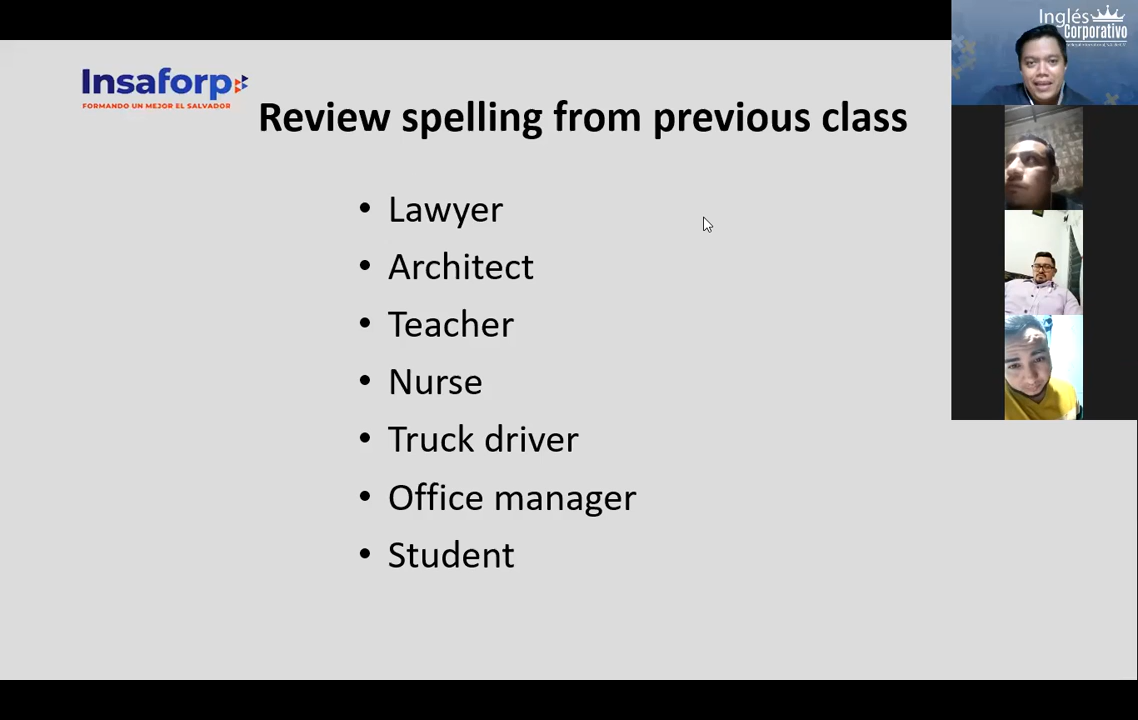 Insaforp
FORMANDO UN MEJOR EL SALVADOR
Review spelling from previous class
• Lawyer
• Architect
• Teacher
• Nurse
• Truck driver
• Office manager
• Student
Inglés
Corporativo